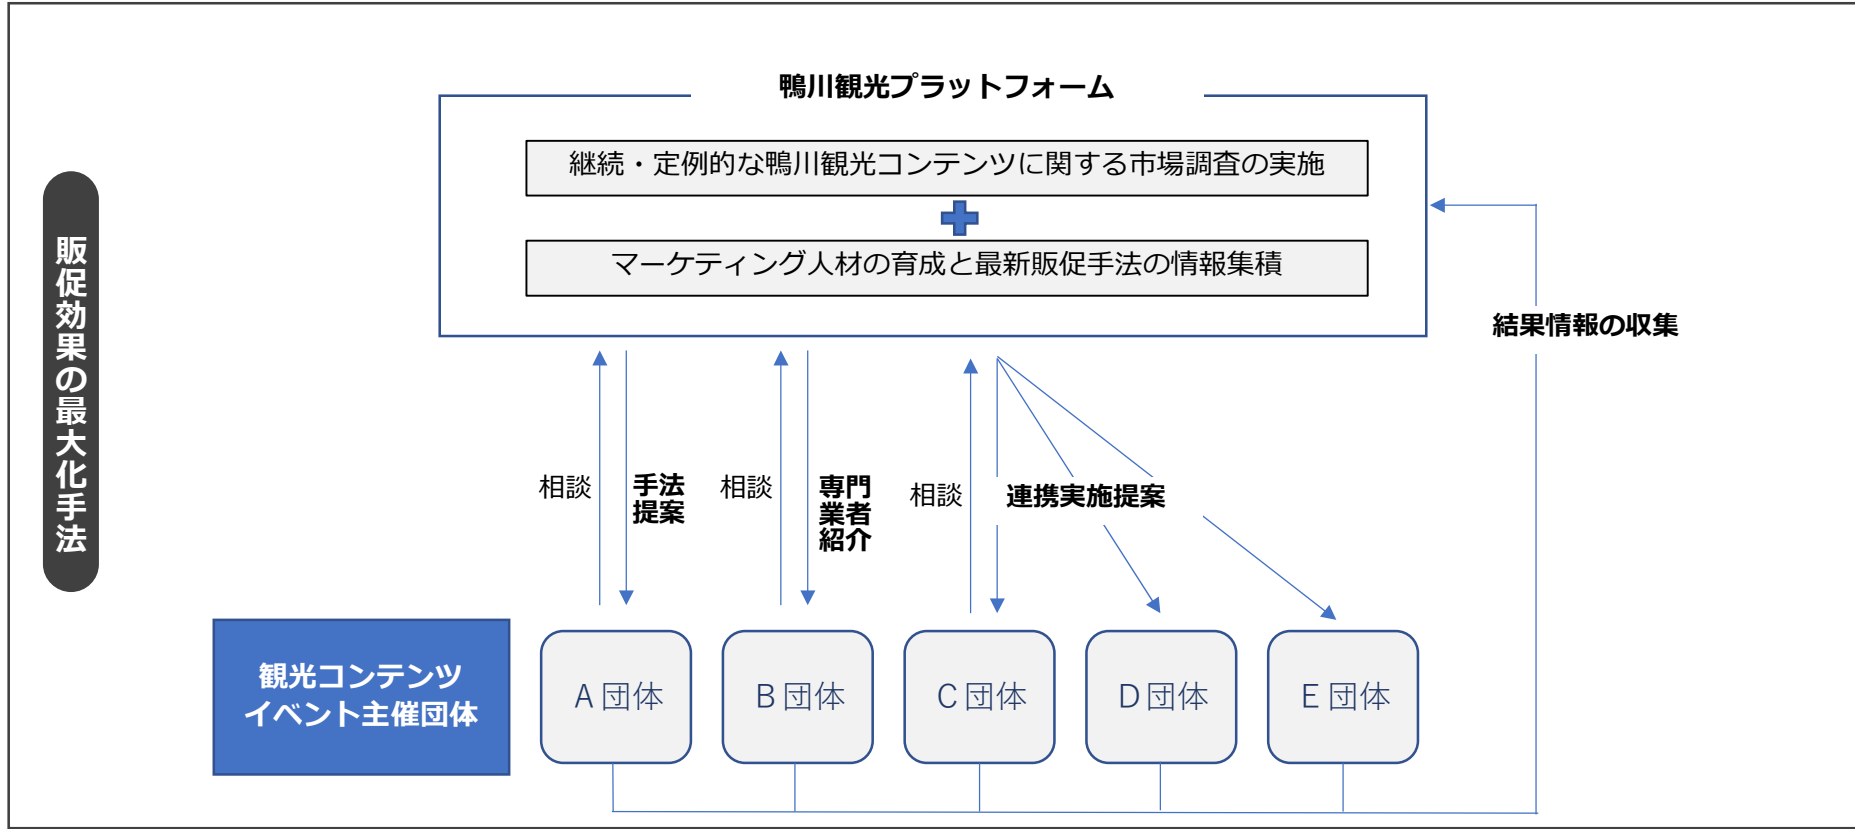 鴨川観光プラットフォーム
継続・定例的な鴨川観光コンテンツに関する市場調査の実施
マーケティング人材の育成と最新販促手法の情報集積
販促効果の最大化手法
結果情報の収集
相談
手法
提案
相談
専門
業者
紹介
相談
連携実施提案
観光コンテンツ
イベント主催団体
A 団体
B 団体
C 団体
D 団体
E 団体